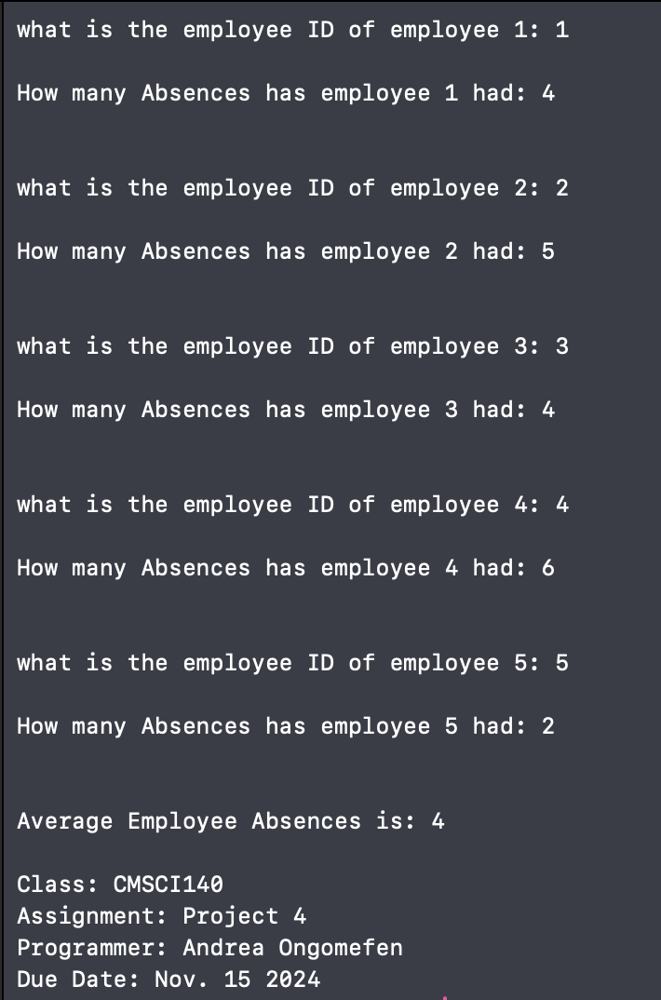 what is the employee ID of employee 1: 1
How many Absences has employee 1 had: 4
what is the employee ID of employee 2: 2
How many Absences has employee 2 had: 5
what is the employee ID of employee 3: 3
How many Absences has employee 3 had: 4
what is the employee ID of employee 4: 4
How many Absences has employee 4 had: 6
what is the employee ID of employee 5: 5
How many Absences has employee 5 had: 2
Average Employee Absences is: 4
Class: CMSCI140
Assignment: Project 4
Programmer: Andrea Ongomefen
Due Date: Nov. 15 2024